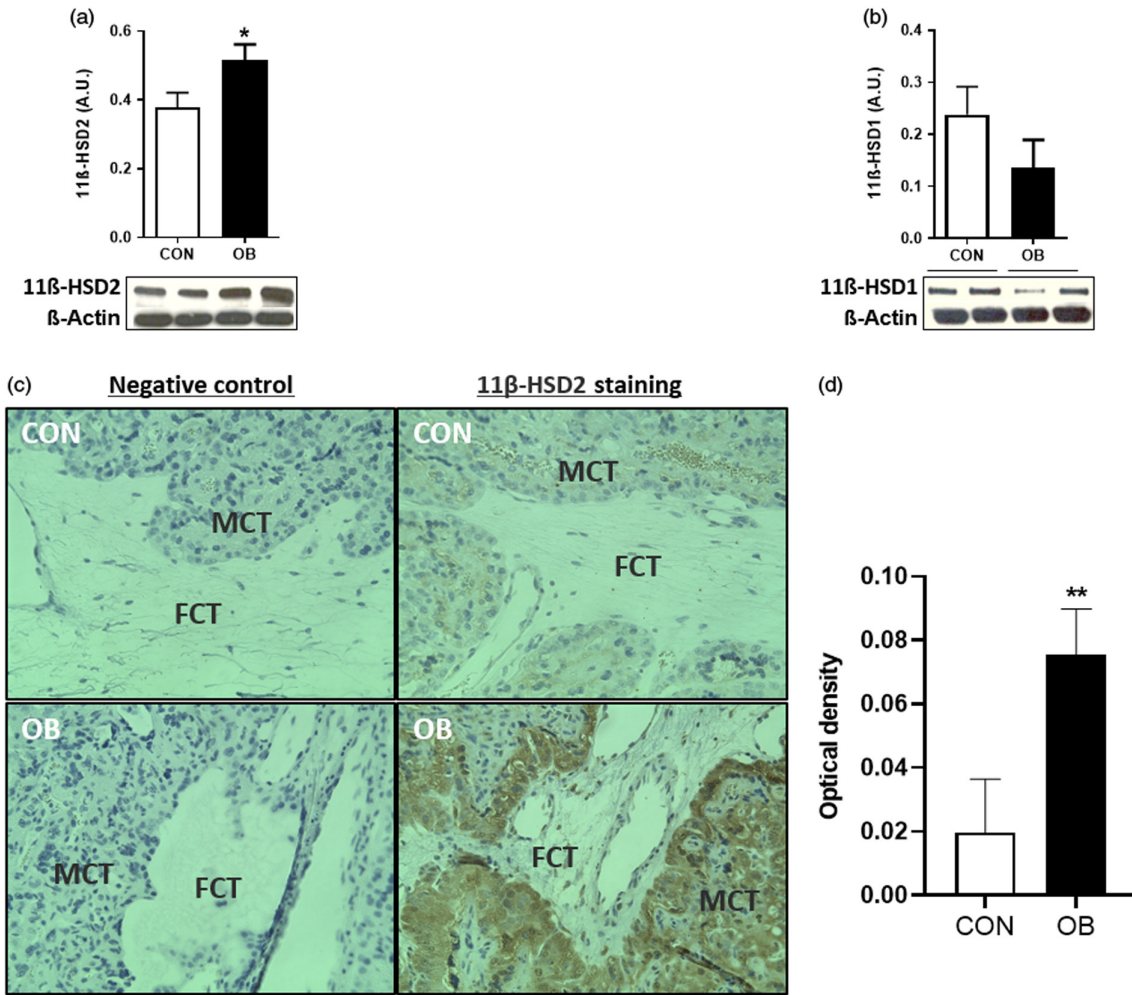 (a)
11ß-HSD2 (A.U.)
0.6
0.4
0.2
0.0
*
CON OB
11ß-HSD2
ß-Actin
(b)
11ß-HSD1 (A.U.)
0.4
0.3
0.2
0.1
0.0
CON OB
11ß-HSD1
ß-Actin
(c)
Negative control
11β-HSD2 staining
CON
MCT
FCT
CON
MCT
FCT
OB
MCT
FCT
OB
FCT
MCT
(d)
Optical density
0.10
0.08
0.06
0.04
0.02
0.00
**
CON OB